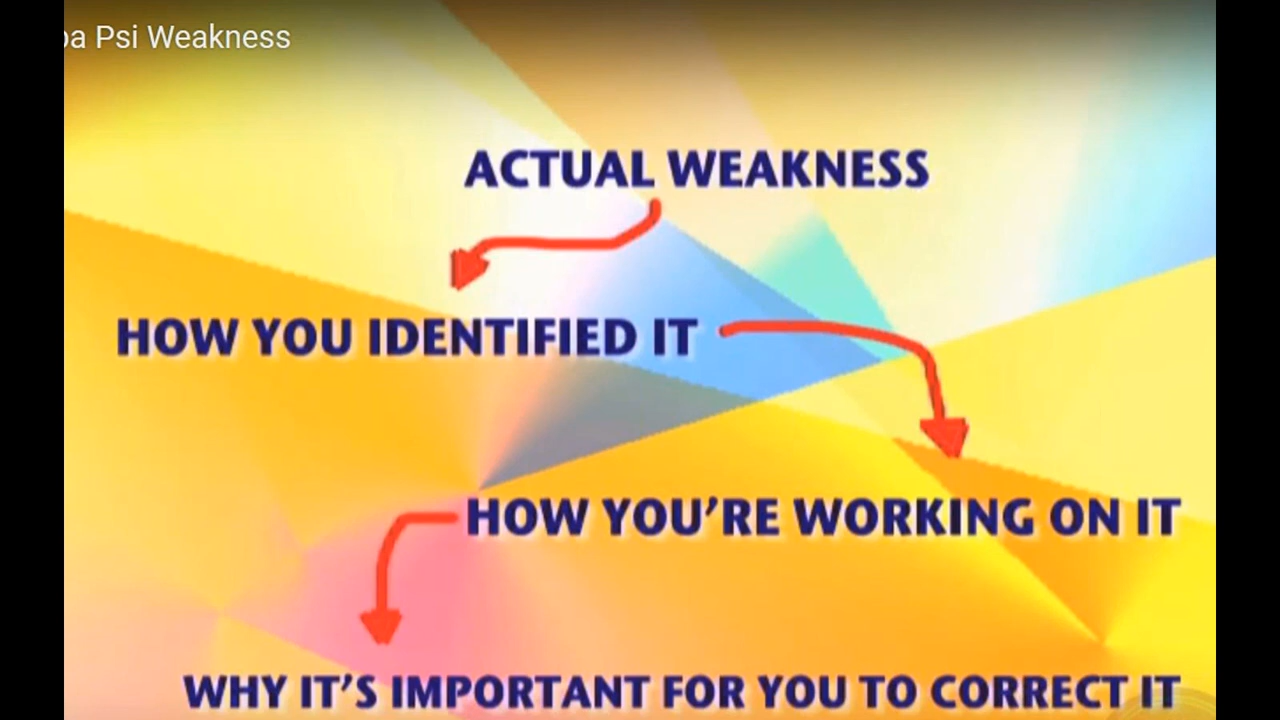 pa Psi Weakness
ACTUAL WEAKNESS
HOW YOU IDENTIFIED IT
HOW YOU'RE WORKING ON IT
WHY IT'S IMPORTANT FOR YOU TO CORRECT IT